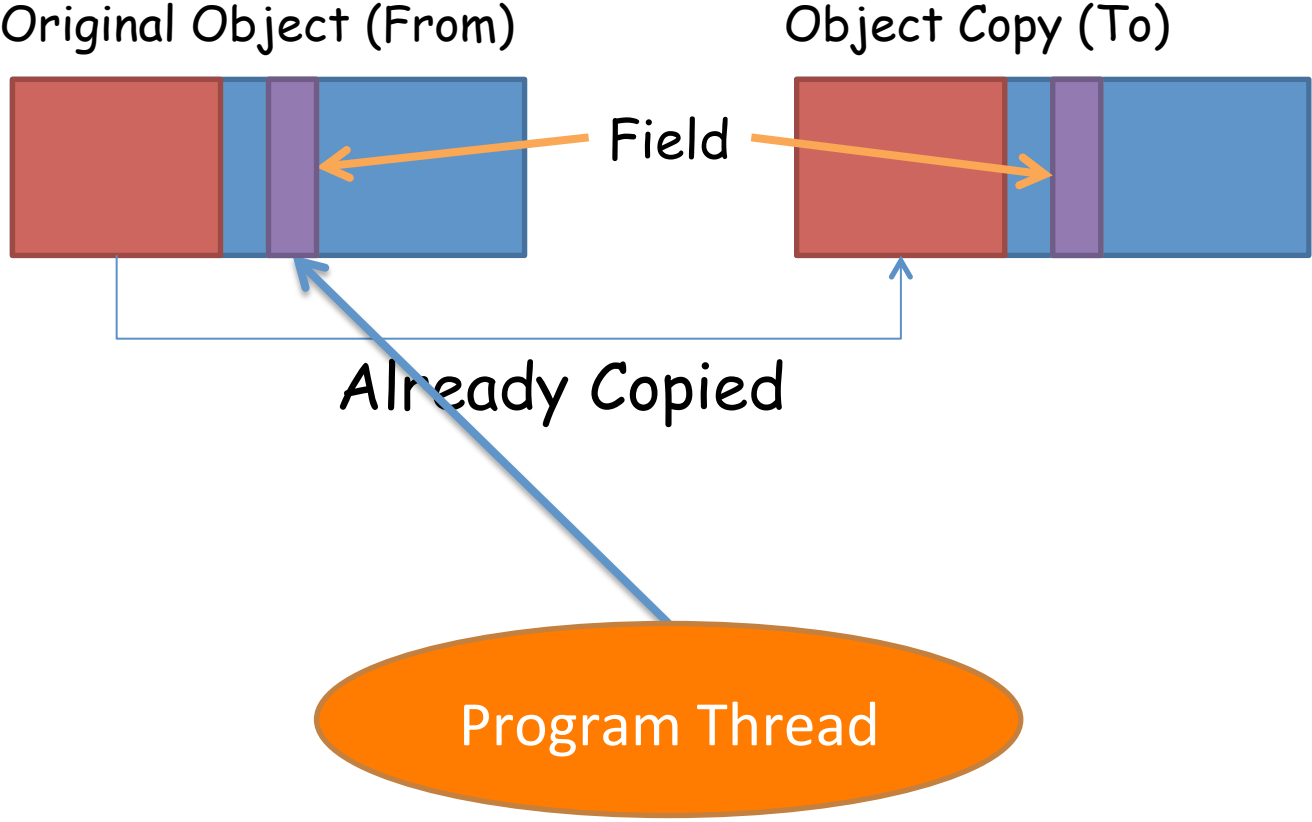 Original Object (From)
Object Copy (To)
Field
Already Copied
Program Thread